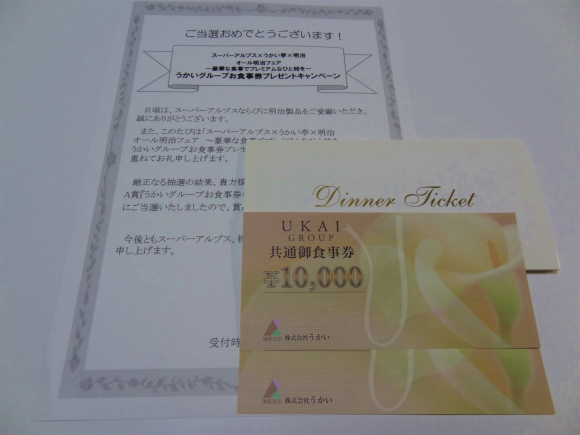 ご当選おめでとうございます！
スーパーアルプス×うかい亭×明治
オール明治フェア
～豪華な食事でプレミアムなひと時を～
うかいグループお食事券プレゼントキャンペーン
日頃は、スーパーアルプスならびに明治製品をご愛顧いただき、
誠にありがとうございます。
また、このたびは「スーパーアルプス×うかい亭×明治
オール明治フェア ～豪華な食事でプレミアムなひと時を
うかいグループお食事券プレゼ
重ねてお礼申し上げます。
厳正なる抽選の結果、貴方様
A賞『うかいグループお食事券
にご当選いたしましたので、賞
今後ともスーパーアルプス、株
申し上げます。
受付時
Dinner Ticket
UKAI
GROUP
共通御食事券
¥10,000
株式会社うかい
株式会社うかい